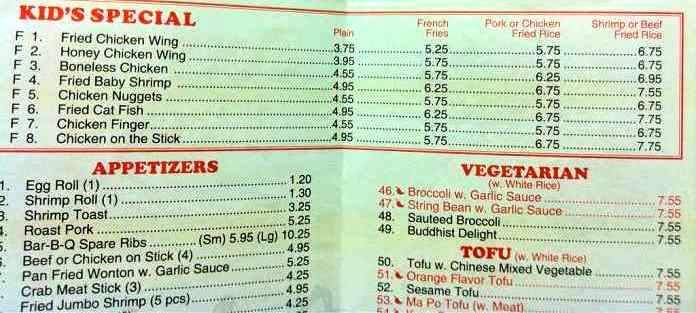 KID'S SPECIAL
Plain French Fries Pork or Chicken Fried Rice Shrimp or Beef Fried Rice
F 1. Fried Chicken Wing 3.75 5.25 5.75 6.75
F 2. Honey Chicken Wing 3.95 5.75 5.75 6.75
F 3. Boneless Chicken 4.55 5.75 6.25 6.95
F 4. Fried Baby Shrimp 4.95 6.25 6.75 7.55
F 5. Chicken Nuggets 4.55 5.75 5.75 6.75
F 6. Fried Cat Fish 4.95 5.75 6.25 6.75
F 7. Chicken Finger 4.55 5.75 5.75 6.75
F 8. Chicken on the Stick 4.95 5.75 5.75 6.75
APPETIZERS
1. Egg Roll (1) 1.20
2. Shrimp Roll (1) 1.30
3. Shrimp Toast 3.25
4. Roast Pork 5.25
5. Bar-B-Q Spare Ribs (Sm) 5.95 (Lg) 10.25
6. Beef or Chicken on Stick (4) 4.95
Pan Fried Wonton w. Garlic Sauce 5.25
Crab Meat Stick (3) 4.95
Fried Jumbo Shrimp (5 pcs) 4.25
VEGETARIAN
(w. White Rice)
46. Broccoli w. Garlic Sauce 7.55
47. String Bean w. Garlic Sauce 7.55
48. Sauteed Broccoli 7.55
49. Buddhist Delight 7.55
TOFU (w. White Rice)
50. Tofu w. Chinese Mixed Vegetable 7.55
51. Orange Flavor Tofu 7.55
52. Sesame Tofu 7.55
53. Ma Po Tofu (w. Meat) 7.55